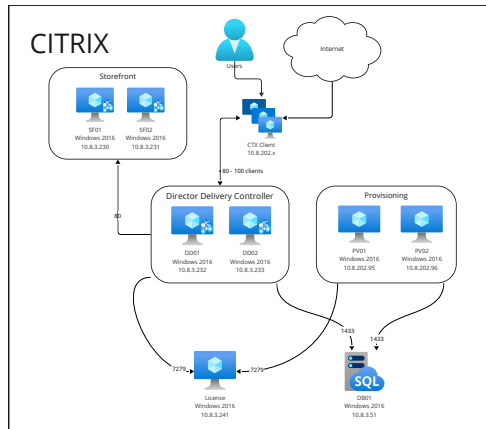 CITRIX
Users
Internet
Storefront
SF01
Windows 2016
10.8.3.230
SF02
Windows 2016
10.8.3.231
CTX Client
10.8.202.x
80 - 100 clients
80
Director Delivery Controller
DD01
Windows 2016
10.8.3.232
DD02
Windows 2016
10.8.3.233
Provisioning
PV01
Windows 2016
10.8.202.95
PV02
Windows 2016
10.8.202.96
1433
1433
7279
7279
License
Windows 2016
10.8.3.241
SQL
DB01
Windows 2016
10.8.3.51